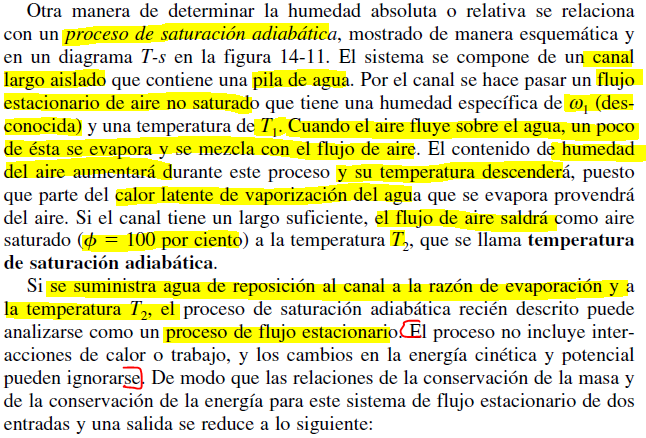 Otra manera de determinar la humedad absoluta o relativa se relaciona
con un proceso de saturación adiabática, mostrado de manera esquemática y
en un diagrama T-s en la figura 14-11. El sistema se compone de un canal
largo aislado que contiene una pila de agua. Por el canal se hace pasar un flujo
estacionario de aire no saturado que tiene una humedad específica de ω₁ (des-
conocida) y una temperatura de T₁. Cuando el aire fluye sobre el agua, un poco
de ésta se evapora y se mezcla con el flujo de aire. El contenido de humedad
del aire aumentará durante este proceso y su temperatura descenderá, puesto
que parte del calor latente de vaporización del agua que se evapora provendrá
del aire. Si el canal tiene un largo suficiente, el flujo de aire saldrá como aire
saturado (ϕ = 100 por ciento) a la temperatura T₂, que se llama temperatura
de saturación adiabática.
Si se suministra agua de reposición al canal a la razón de evaporación y a
la temperatura T₂, el proceso de saturación adiabática recién descrito puede
analizarse como un proceso de flujo estacionario. El proceso no incluye inter-
acciones de calor o trabajo, y los cambios en la energía cinética y potencial
pueden ignorarse. De modo que las relaciones de la conservación de la masa y
de la conservación de la energía para este sistema de flujo estacionario de dos
entradas y una salida se reduce a lo siguiente: